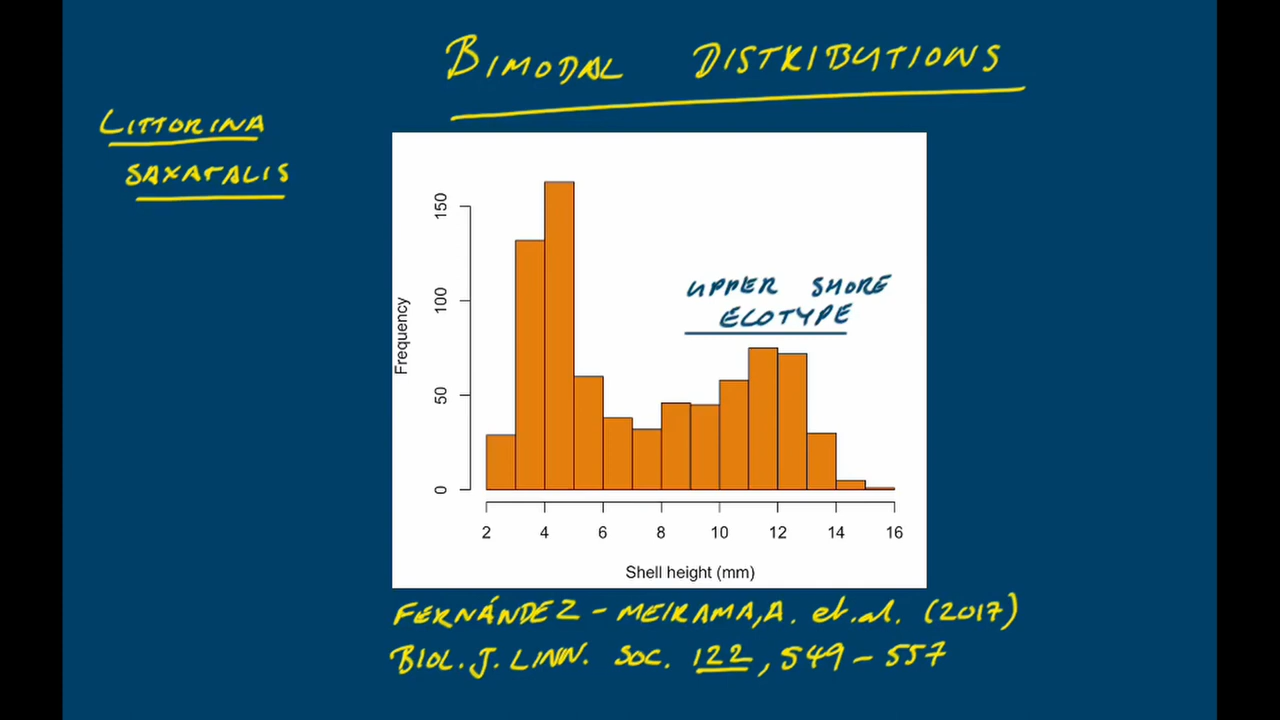 BIMODAL DISTRIBUTIONS
LITTORINA
SAXATALIS
UPPER SHORE
ECOTYPE
Frequency
150
100
50
0
2 4 6 8 10 12 14 16
Shell height (mm)
FERNÁNDEZ - MEIRAMA, A. et. al. (2017)
BIOL. J. LINN. SOC. 122, 549 - 557